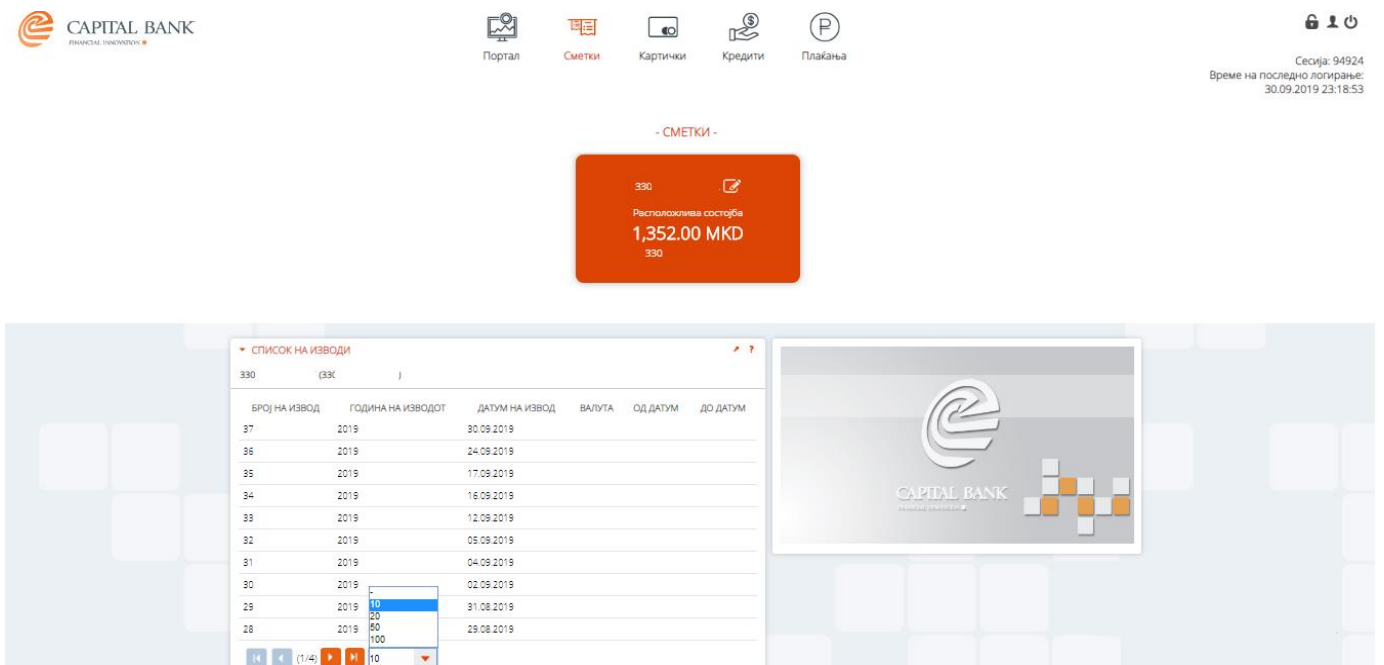 CAPITAL BANK
FINANCIAL INNOVATION
Портал
Сметки
Картички
Кредити
Плаќања
Сесија: 94924
Време на последно логирање:
30.09.2019 23:18:53
- СМЕТКИ -
330
Расположлива состојба
1,352.00 MKD
330
СПИСОК НА ИЗВОДИ ?
330 (330 )
БРОЈ НА ИЗВОД ГОДИНА НА ИЗВОДОТ ДАТУМ НА ИЗВОД ВАЛУТА ОД ДАТУМ ДО ДАТУМ
37 2019 30.09.2019
36 2019 24.09.2019
35 2019 17.09.2019
34 2019 16.09.2019
33 2019 12.09.2019
32 2019 05.09.2019
31 2019 04.09.2019
30 2019 02.09.2019
29 2019 31.08.2019
28 2019 29.08.2019
-
10
20
50
100
(1/4) 10
CAPITAL BANK
FINANCIAL INNOVATION